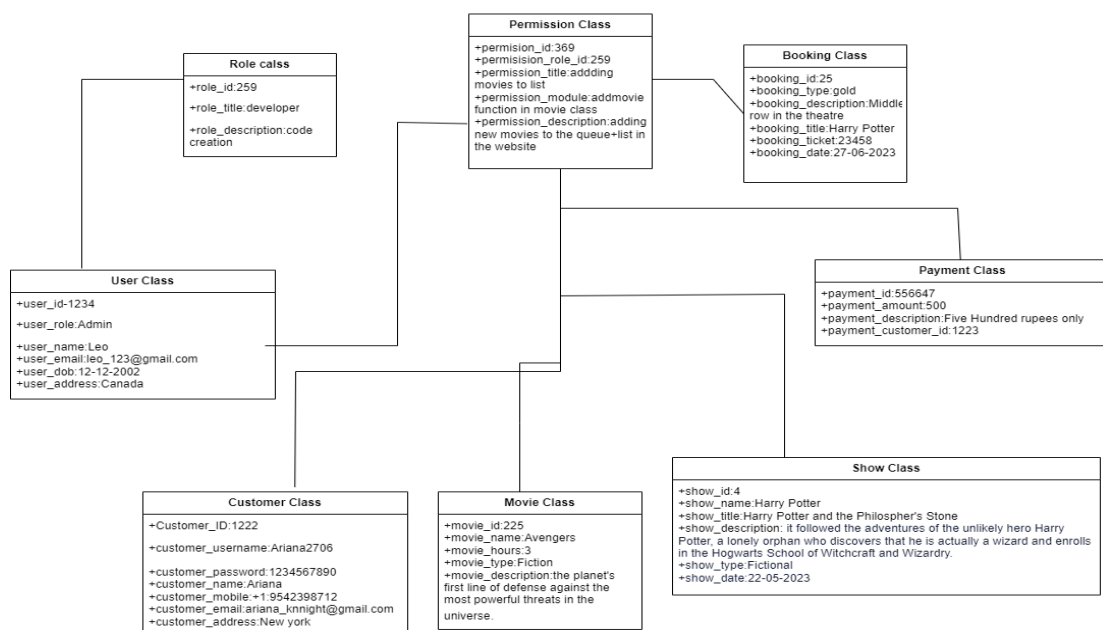 Permission Class
+permision_id:369
+permisision_role_id:259
+permission_title:addding
movies to list
+permission_module:addmovie
function in movie class
+permission_description:adding
new movies to the queue+list in
the website
Role calss
+role_id:259
+role_title:developer
+role_description:code
creation
Booking Class
+booking_id:25
+booking_type:gold
+booking_description:Middle
row in the theatre
+booking_title:Harry Potter
+booking_ticket:23458
+booking_date:27-06-2023
User Class
+user_id-1234
+user_role:Admin
+user_name:Leo
+user_email:leo_123@gmail.com
+user_dob:12-12-2002
+user_address:Canada
Payment Class
+payment_id:556647
+payment_amount:500
+payment_description:Five Hundred rupees only
+payment_customer_id:1223
Customer Class
+Customer_ID:1222
+customer_username:Ariana2706
+customer_password:1234567890
+customer_name:Ariana
+customer_mobile:+1:9542398712
+customer_email:ariana_knnight@gmail.com
+customer_address:New york
Movie Class
+movie_id:225
+movie_name:Avengers
+movie_hours:3
+movie_type:Fiction
+movie_description:the planet's
first line of defense against the
most powerful threats in the
universe.
Show Class
+show_id:4
+show_name:Harry Potter
+show_title:Harry Potter and the Philospher's Stone
+show_description: it followed the adventures of the unlikely hero Harry
Potter, a lonely orphan who discovers that he is actually a wizard and enrolls
in the Hogwarts School of Witchcraft and Wizardry.
+show_type:Fictional
+show_date:22-05-2023